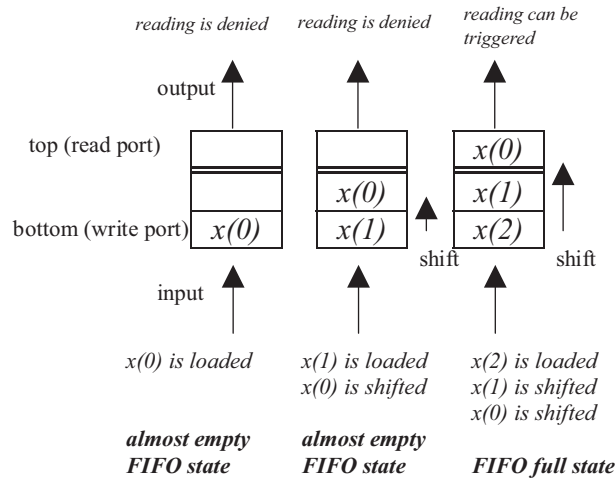 reading is denied
reading is denied
reading can be
triggered
output
top (read port)
x(0)
x(0)
x(1)
bottom (write port)
x(0)
x(1)
x(2)
shift
shift
input
x(0) is loaded
x(1) is loaded
x(0) is shifted
x(2) is loaded
x(1) is shifted
x(0) is shifted
almost empty
FIFO state
almost empty
FIFO state
FIFO full state